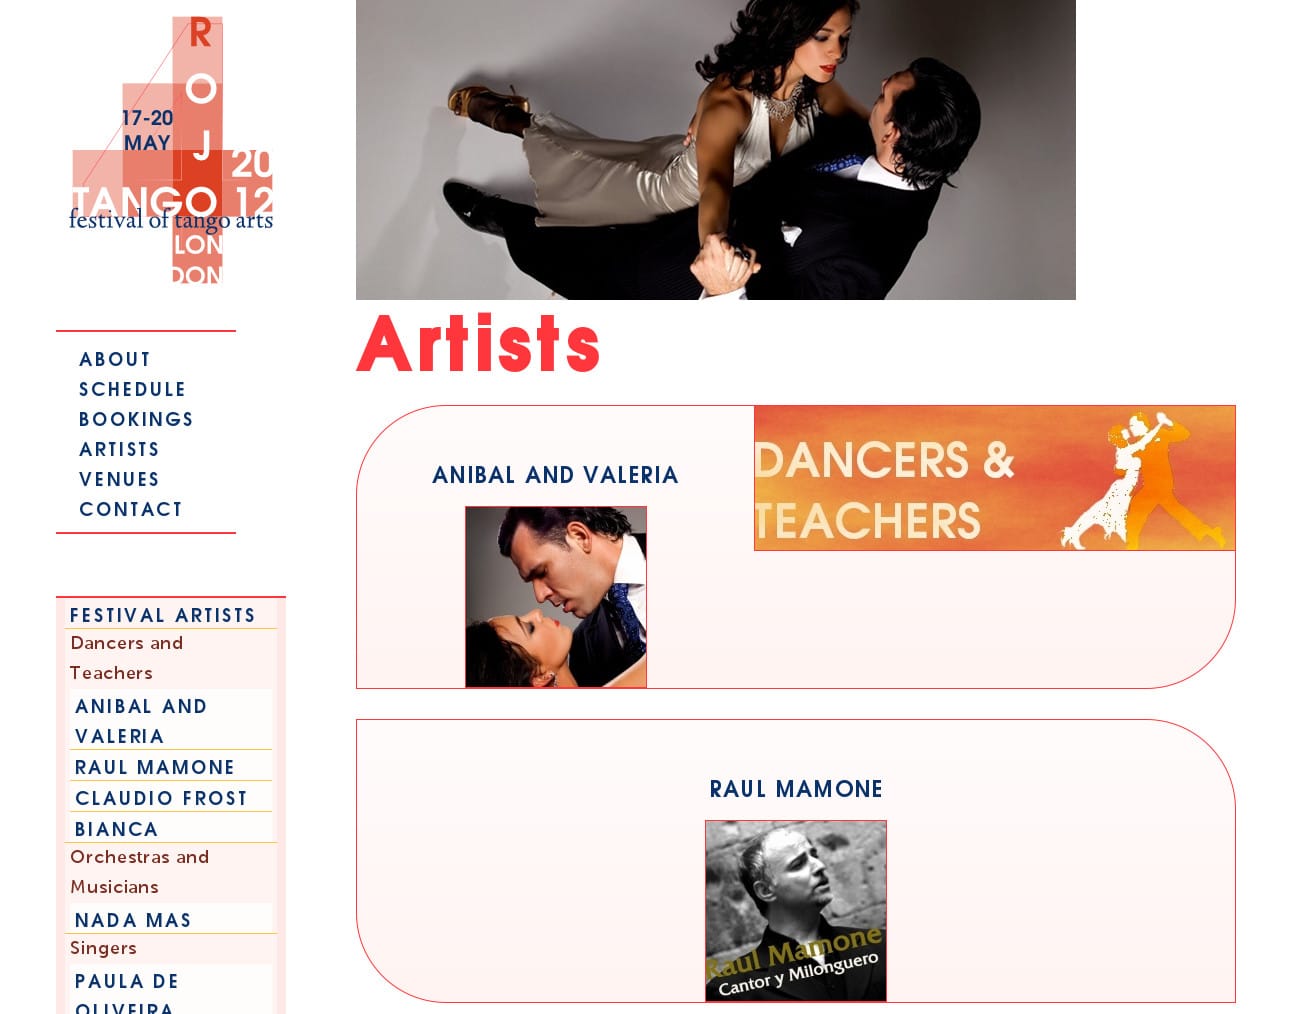 R
O
J
O
17-20
MAY
TANGO
20
12
festival of tango arts
LON
DON
ABOUT
SCHEDULE
BOOKINGS
ARTISTS
VENUES
CONTACT
FESTIVAL ARTISTS
Dancers and
Teachers
ANIBAL AND
VALERIA
RAUL MAMONE
CLAUDIO FROST
BIANCA
Orchestras and
Musicians
NADA MAS
Singers
PAULA DE
OLIVEIRA
Artists
ANIBAL AND VALERIA
DANCERS &
TEACHERS
RAUL MAMONE
Raul Mamone
Cantor y Milonguero